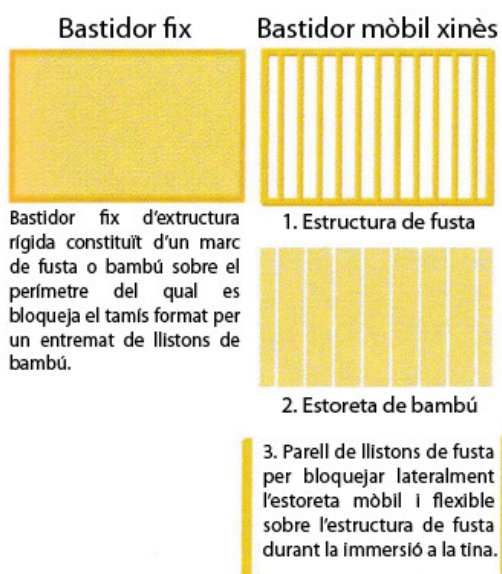 Bastidor fix
Bastidor fix d’extructura
rígida constituït d’un marc
de fusta o bambú sobre el
perímetre del qual es
bloqueja el tamís format per
un entremat de llistons de
bambú.
Bastidor mòbil xinès
1. Estructura de fusta
2. Estoreta de bambú
3. Parell de llistons de fusta
per bloquejar lateralment
l’estoreta mòbil i flexible
sobre l’estructura de fusta
durant la immersió a la tina.